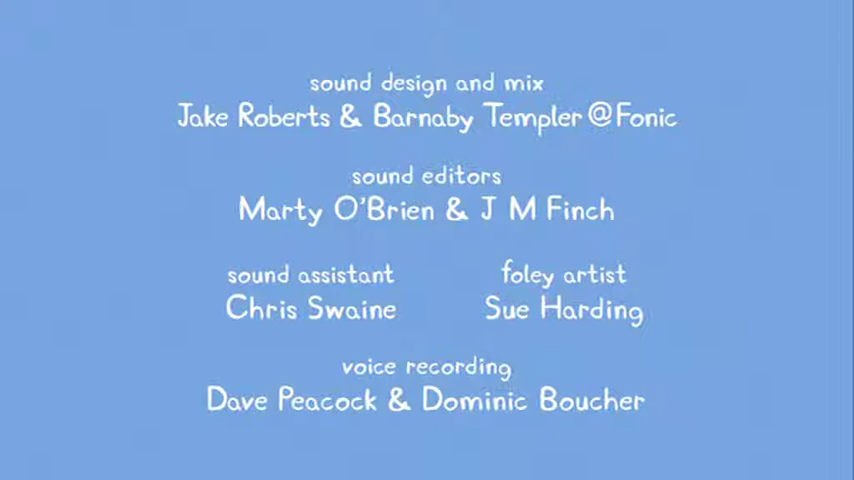 sound design and mix
Jake Roberts & Barnaby Templer @Fonic
sound editors
Marty O'Brien & J M Finch
sound assistant
Chris Swaine
foley artist
Sue Harding
voice recording
Dave Peacock & Dominic Boucher